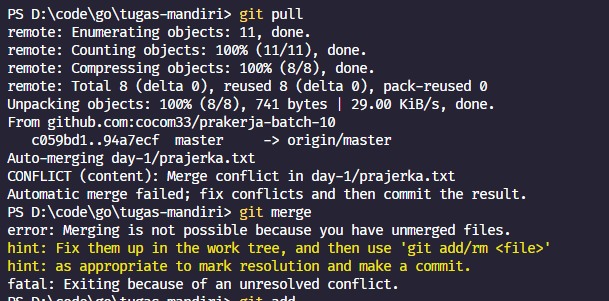 PS D:\code\go\tugas-mandiri> git pull
remote: Enumerating objects: 11, done.
remote: Counting objects: 100% (11/11), done.
remote: Compressing objects: 100% (8/8), done.
remote: Total 8 (delta 0), reused 8 (delta 0), pack-reused 0
Unpacking objects: 100% (8/8), 741 bytes | 29.00 KiB/s, done.
From github.com:cocom33/prakerja-batch-10
   c059bd1..94a7ecf  master     -> origin/master
Auto-merging day-1/prajerka.txt
CONFLICT (content): Merge conflict in day-1/prajerka.txt
Automatic merge failed; fix conflicts and then commit the result.
PS D:\code\go\tugas-mandiri> git merge
error: Merging is not possible because you have unmerged files.
hint: Fix them up in the work tree, and then use 'git add/rm <file>'
hint: as appropriate to mark resolution and make a commit.
fatal: Exiting because of an unresolved conflict.
PS D:\code\go\tugas-mandiri> git add